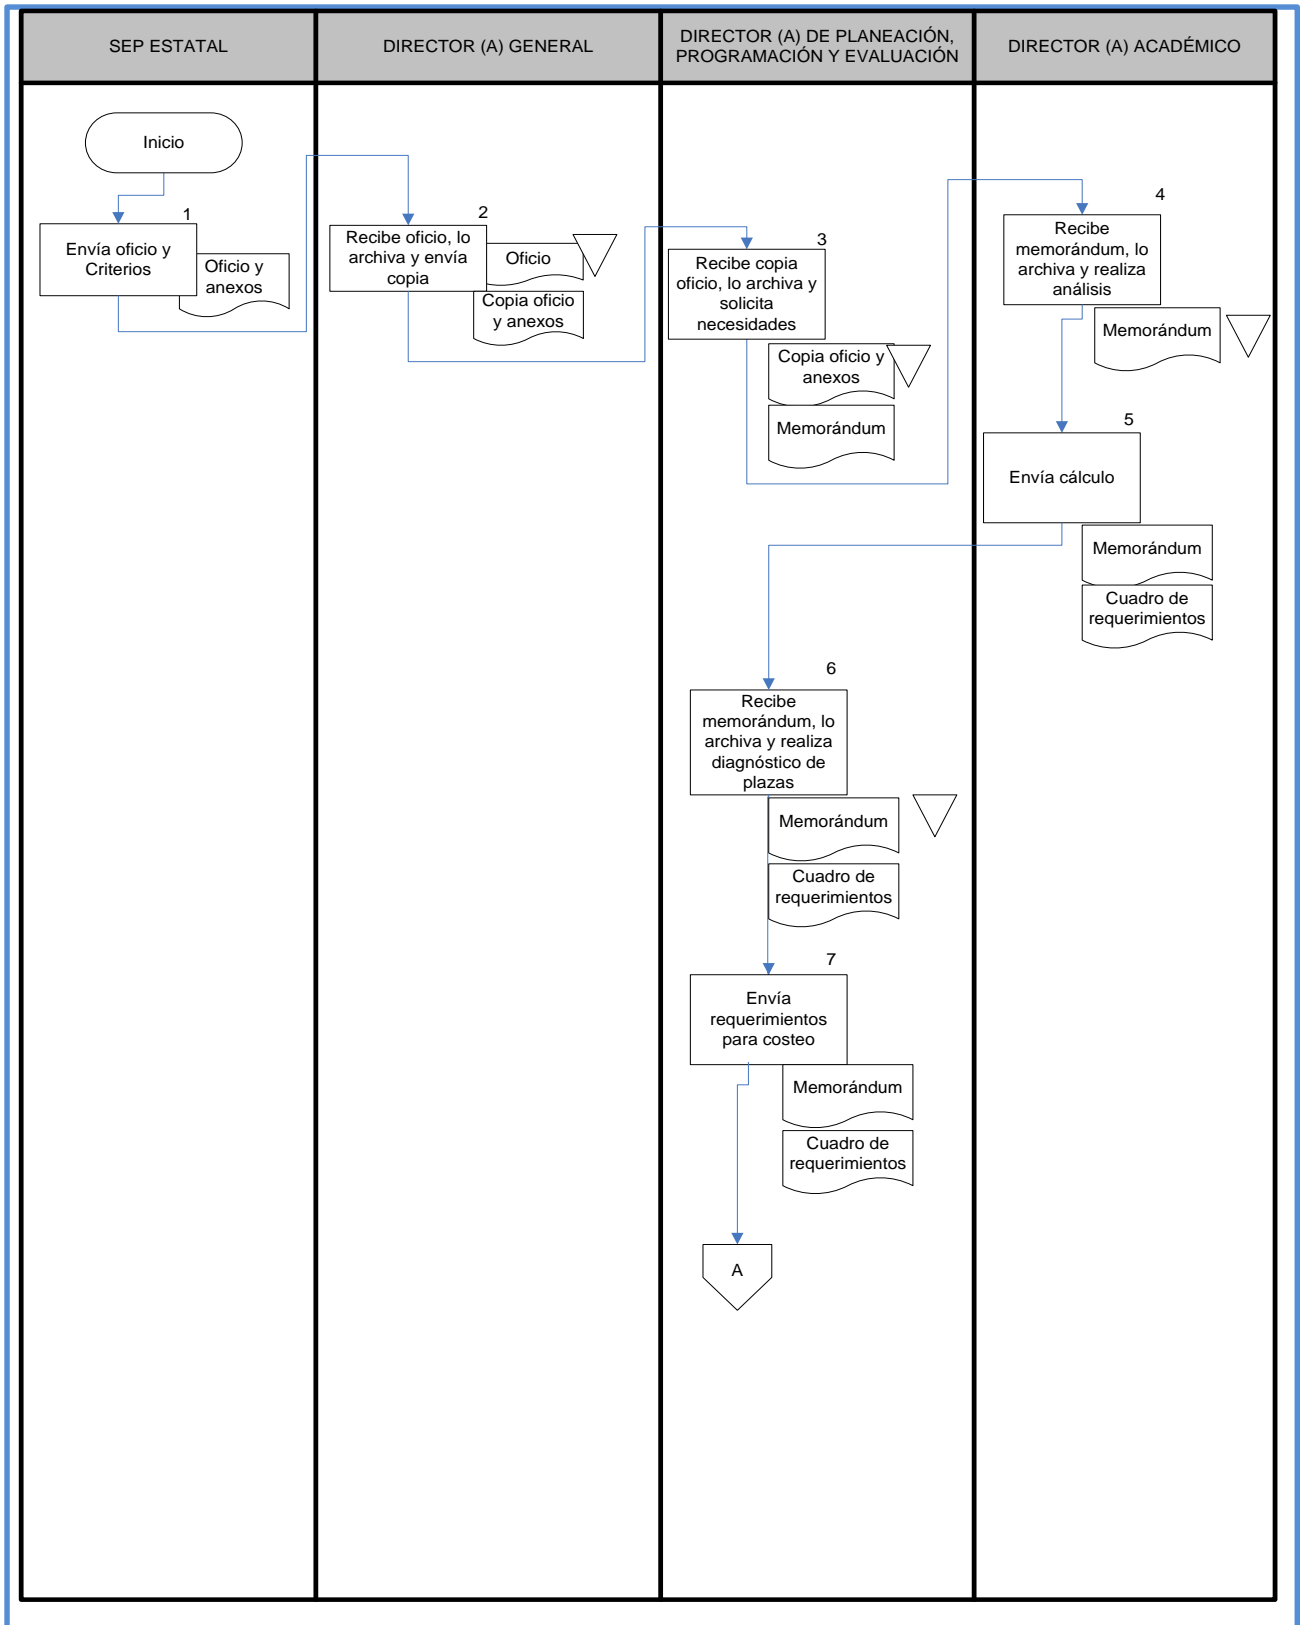 SEP ESTATAL
DIRECTOR (A) GENERAL
DIRECTOR (A) DE PLANEACIÓN,
PROGRAMACIÓN Y EVALUACIÓN
DIRECTOR (A) ACADÉMICO
Inicio
1
Envía oficio y
Criterios
Oficio y
anexos
2
Recibe oficio, lo
archiva y envía
copia
Oficio
Copia oficio
y anexos
3
Recibe copia
oficio, lo archiva y
solicita
necesidades
Copia oficio y
anexos
Memorándum
4
Recibe
memorándum, lo
archiva y realiza
análisis
Memorándum
5
Envía cálculo
Memorándum
Cuadro de
requerimientos
6
Recibe
memorándum, lo
archiva y realiza
diagnóstico de
plazas
Memorándum
Cuadro de
requerimientos
7
Envía
requerimientos
para costeo
Memorándum
Cuadro de
requerimientos
A